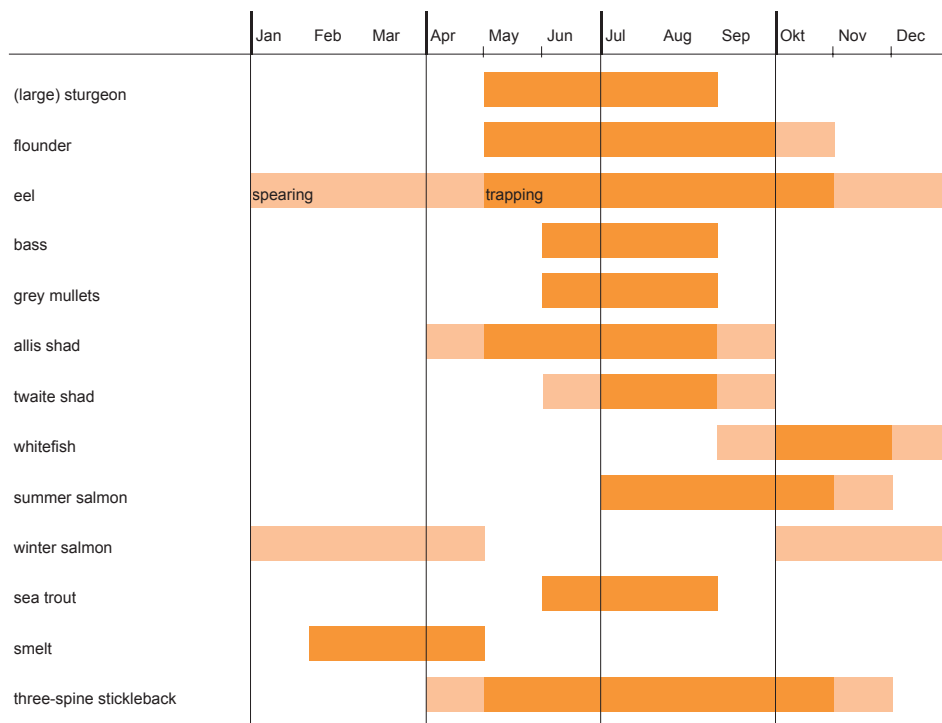 Jan Feb Mar Apr May Jun Jul Aug Sep Okt Nov Dec
(large) sturgeon
flounder
eel spearing trapping
bass
grey mullets
allis shad
twaite shad
whitefish
summer salmon
winter salmon
sea trout
smelt
three-spine stickleback